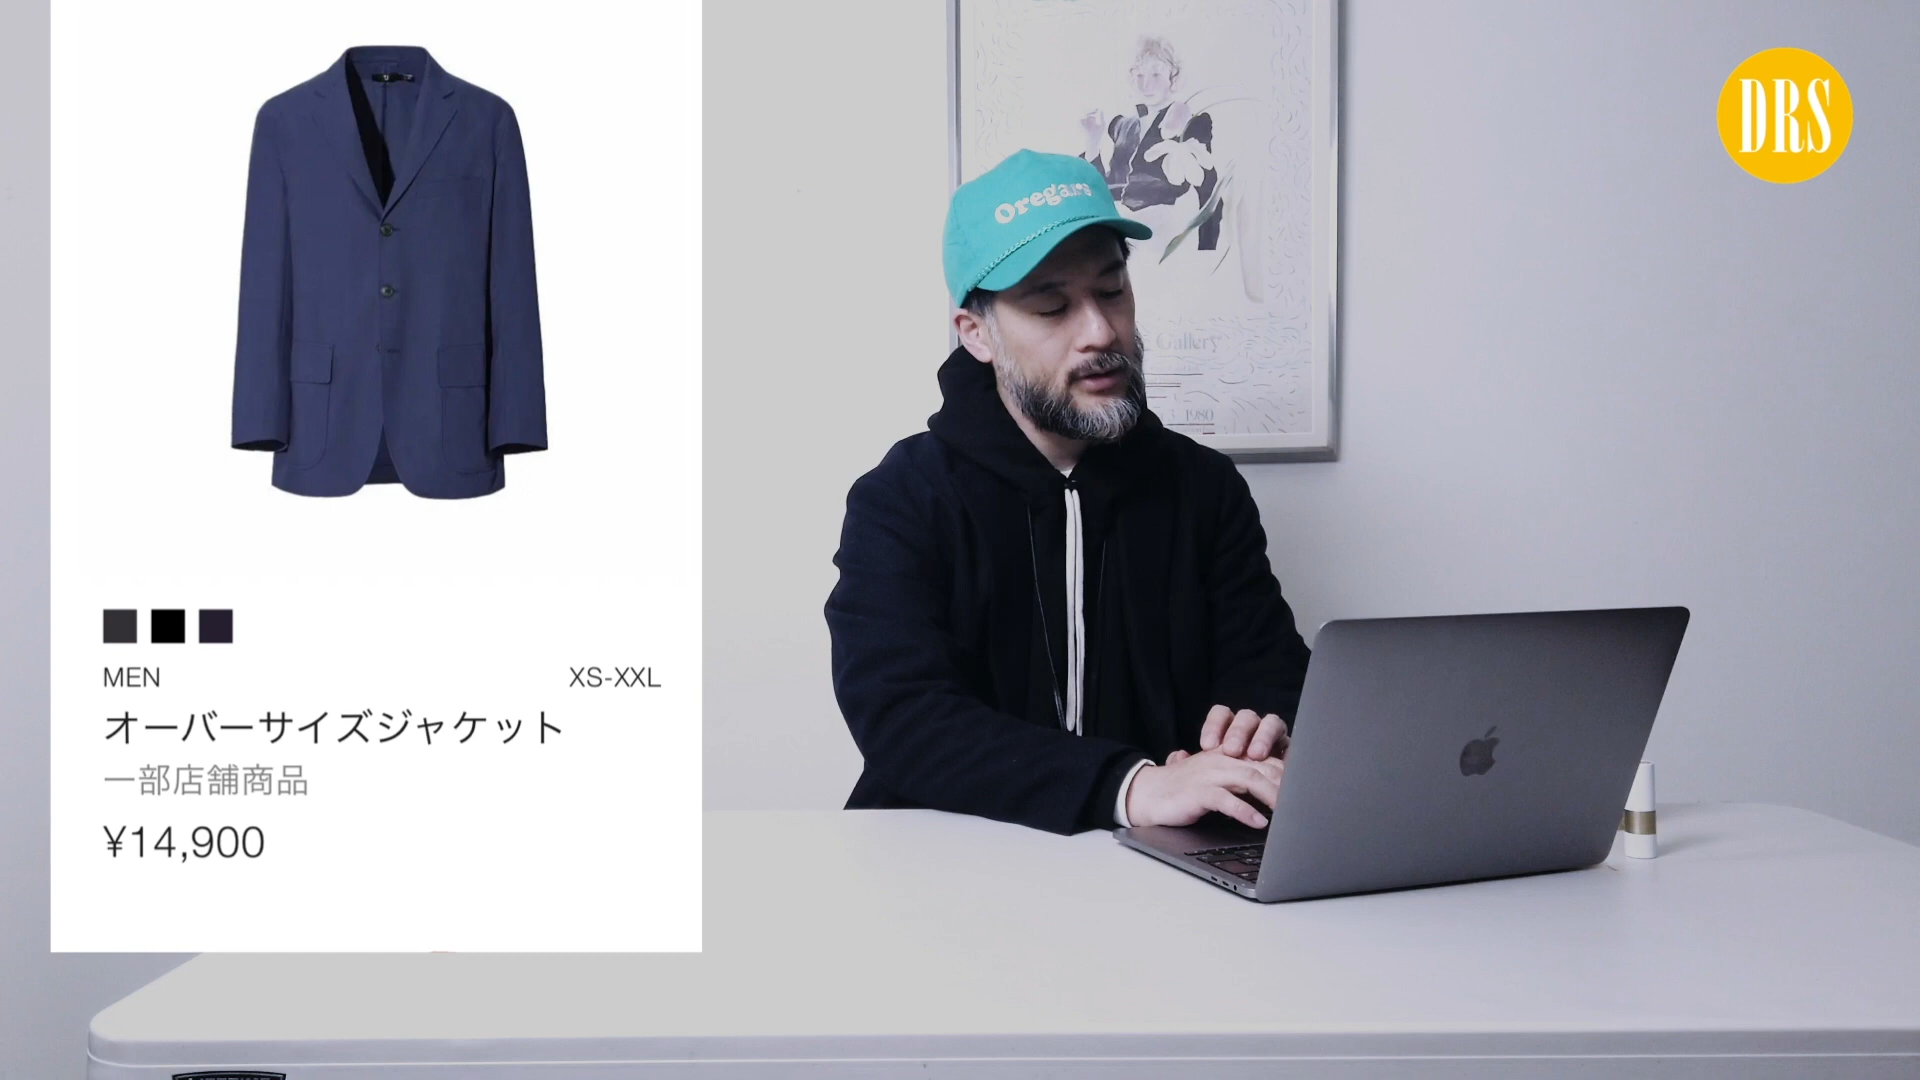 MEN
XS-XXL
オーバーサイズジャケット
一部店舗商品
¥14,900
DRS
Oregars
Gallery
1980